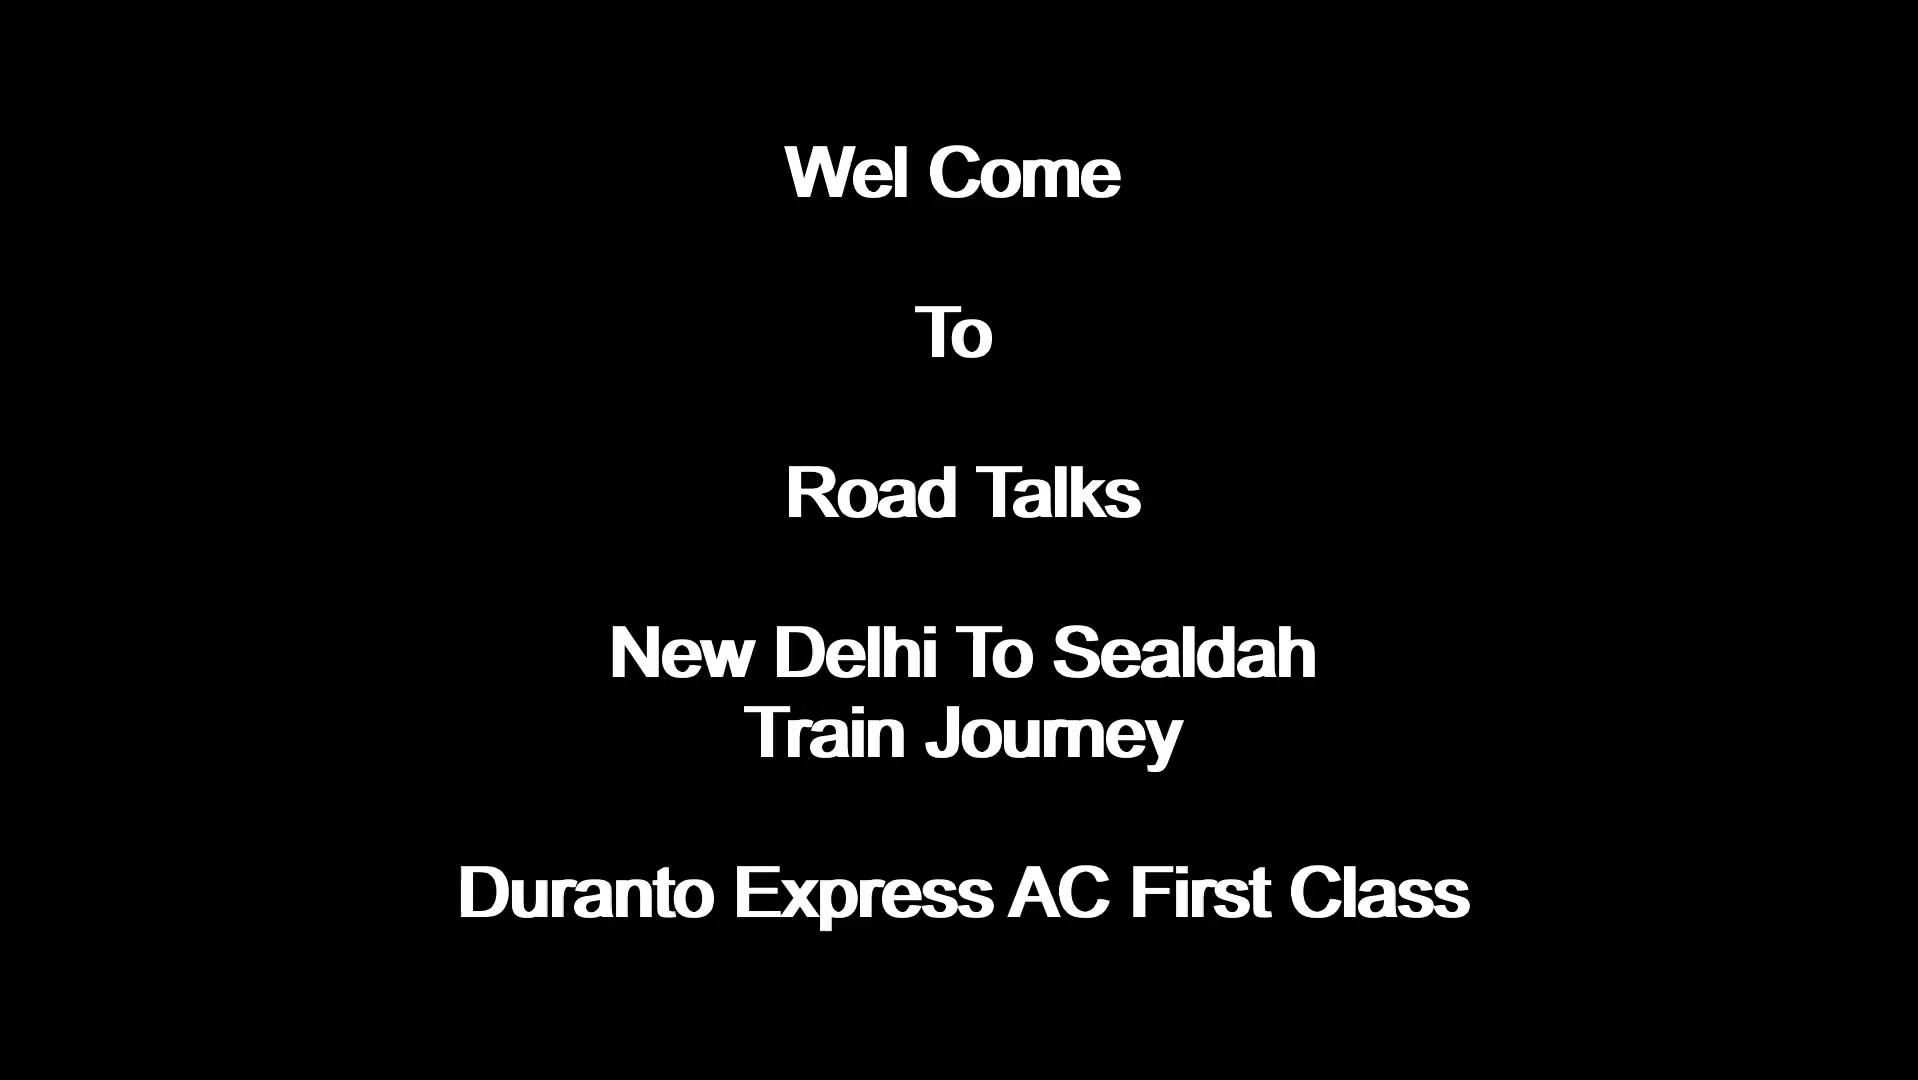 Wel Come
To
Road Talks
New Delhi To Sealdah
Train Journey
Duranto Express AC First Class